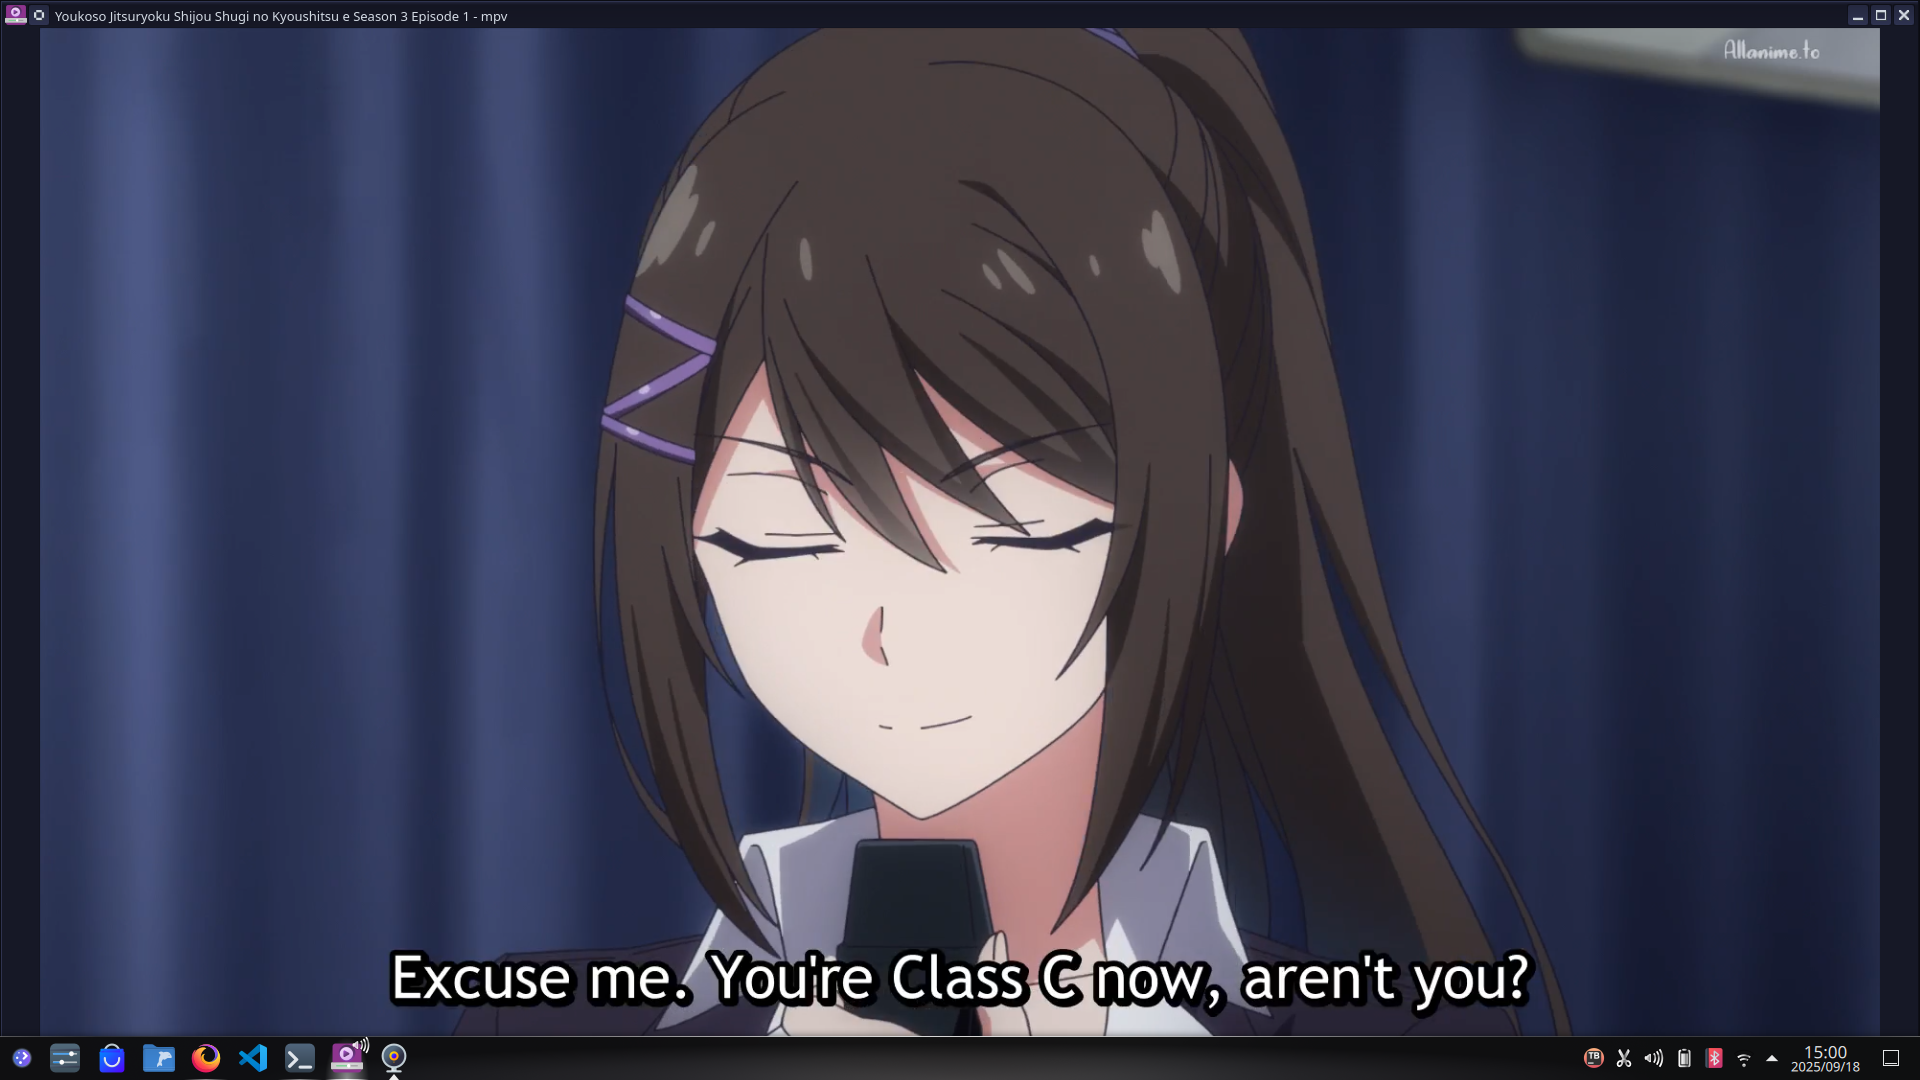 Youkoso Jitsuryoku Shijou Shugi no Kyoushitsu e Season 3 Episode 1 - mpv
Allanime.to
Excuse me. You're Class C now, aren't you?
TB
15:00
2025/09/18